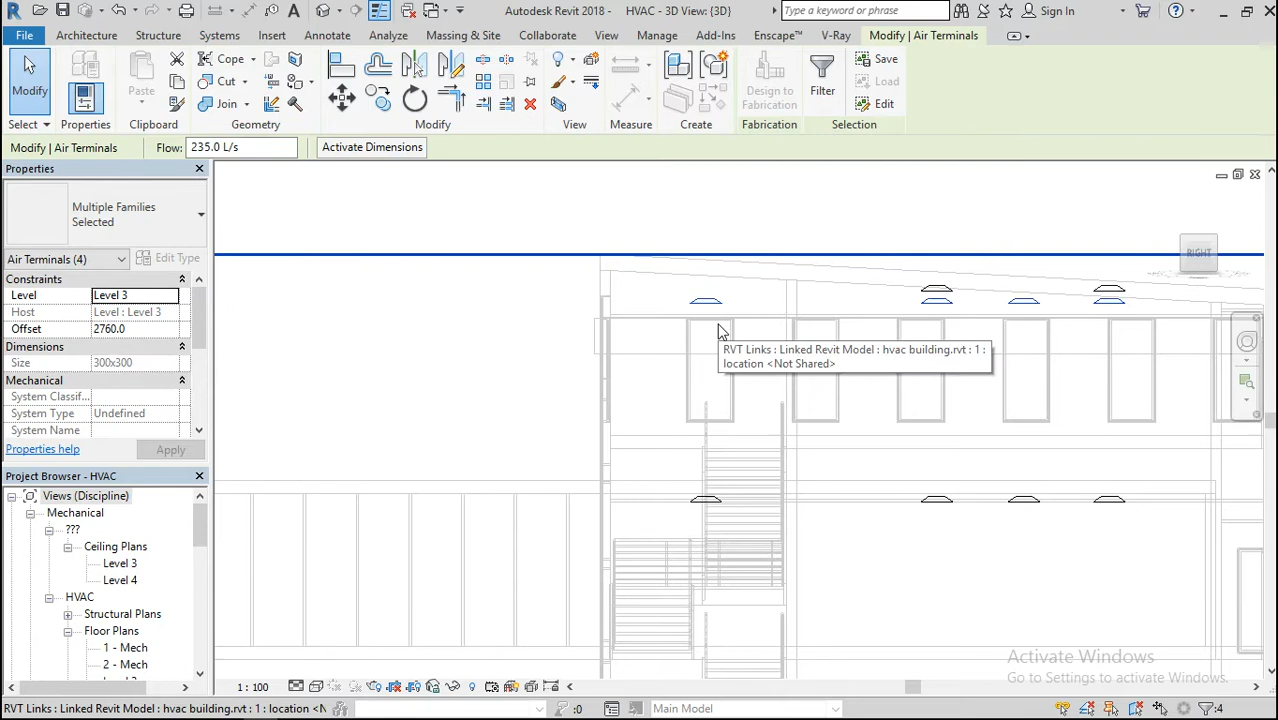 Autodesk Revit 2018 -    HVAC - 3D View: {3D}
Type a keyword or phrase
Sign In
File
Architecture
Structure
Systems
Insert
Annotate
Analyze
Massing & Site
Collaborate
View
Manage
Add-Ins
Enscape™
V-Ray
Modify | Air Terminals
Modify
Paste
Cope
Cut
Join
Design to
Fabrication
Filter
Save
Load
Edit
Select
Properties
Clipboard
Geometry
Modify
View
Measure
Create
Fabrication
Selection
Modify | Air Terminals
Flow:
235.0 L/s
Activate Dimensions
Properties
Multiple Families
Selected
Air Terminals (4)
Edit Type
Constraints
Level
Level 3
Host
Level : Level 3
Offset
2760.0
Dimensions
Size
300x300
Mechanical
System Classif...
System Type
Undefined
System Name
Properties help
Apply
Project Browser - HVAC
Views (Discipline)
Mechanical
???
Ceiling Plans
Level 3
Level 4
HVAC
Structural Plans
Floor Plans
1 - Mech
2 - Mech
RIGHT
RVT Links : Linked Revit Model : hvac building.rvt : 1 :
location <Not Shared>
Activate Windows
Go to Settings to activate Windows.
1 : 100
RVT Links : Linked Revit Model : hvac building.rvt : 1 : location <N
:0
Main Model
:4